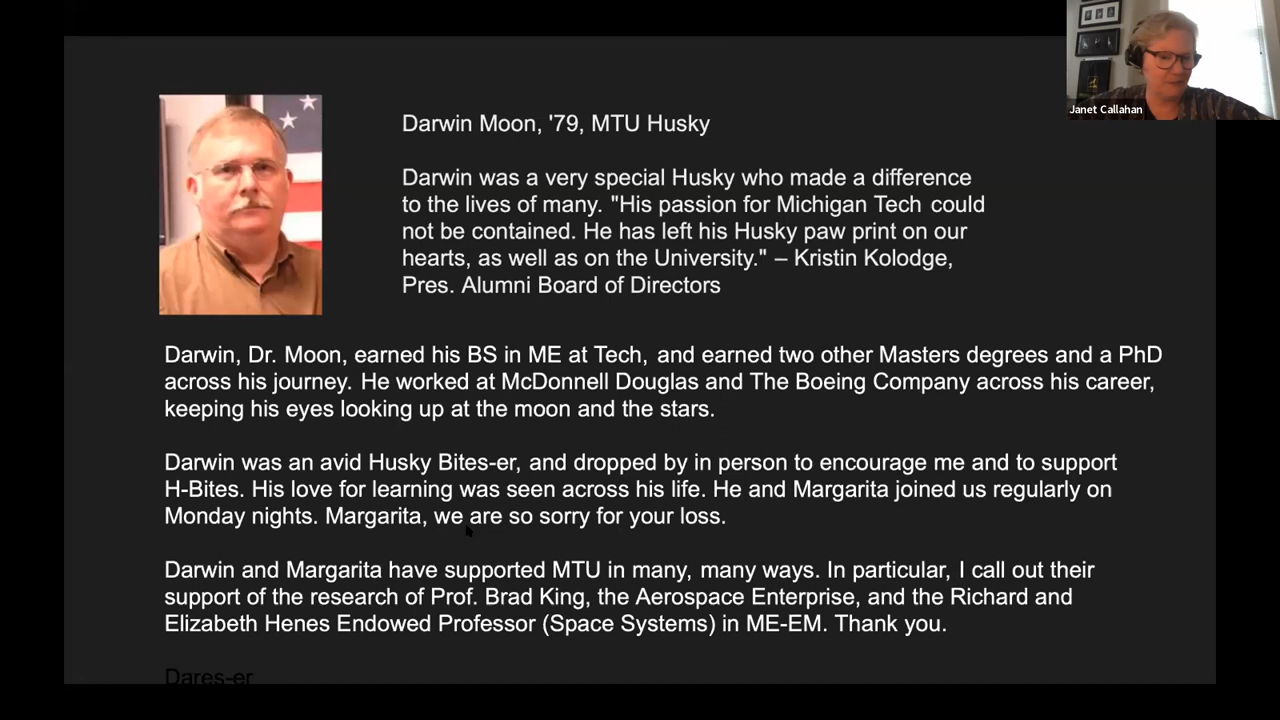 Janet Callahan
Darwin Moon, '79, MTU Husky
Darwin was a very special Husky who made a difference
to the lives of many. "His passion for Michigan Tech could
not be contained. He has left his Husky paw print on our
hearts, as well as on the University." – Kristin Kolodge,
Pres. Alumni Board of Directors
Darwin, Dr. Moon, earned his BS in ME at Tech, and earned two other Masters degrees and a PhD
across his journey. He worked at McDonnell Douglas and The Boeing Company across his career,
keeping his eyes looking up at the moon and the stars.
Darwin was an avid Husky Bites-er, and dropped by in person to encourage me and to support
H-Bites. His love for learning was seen across his life. He and Margarita joined us regularly on
Monday nights. Margarita, we are so sorry for your loss.
Darwin and Margarita have supported MTU in many, many ways. In particular, I call out their
support of the research of Prof. Brad King, the Aerospace Enterprise, and the Richard and
Elizabeth Henes Endowed Professor (Space Systems) in ME-EM. Thank you.
Dares-er